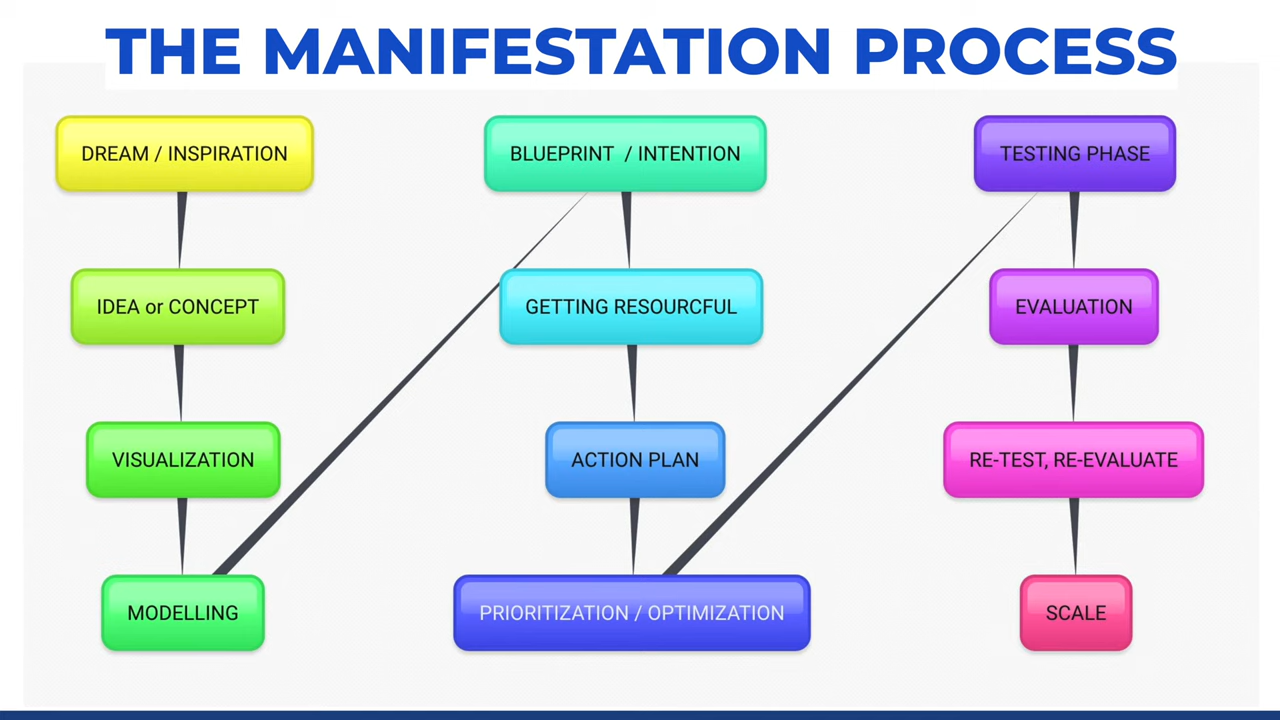 THE MANIFESTATION PROCESS
DREAM / INSPIRATION
IDEA or CONCEPT
VISUALIZATION
MODELLING
BLUEPRINT / INTENTION
GETTING RESOURCFUL
ACTION PLAN
PRIORITIZATION / OPTIMIZATION
TESTING PHASE
EVALUATION
RE-TEST, RE-EVALUATE
SCALE